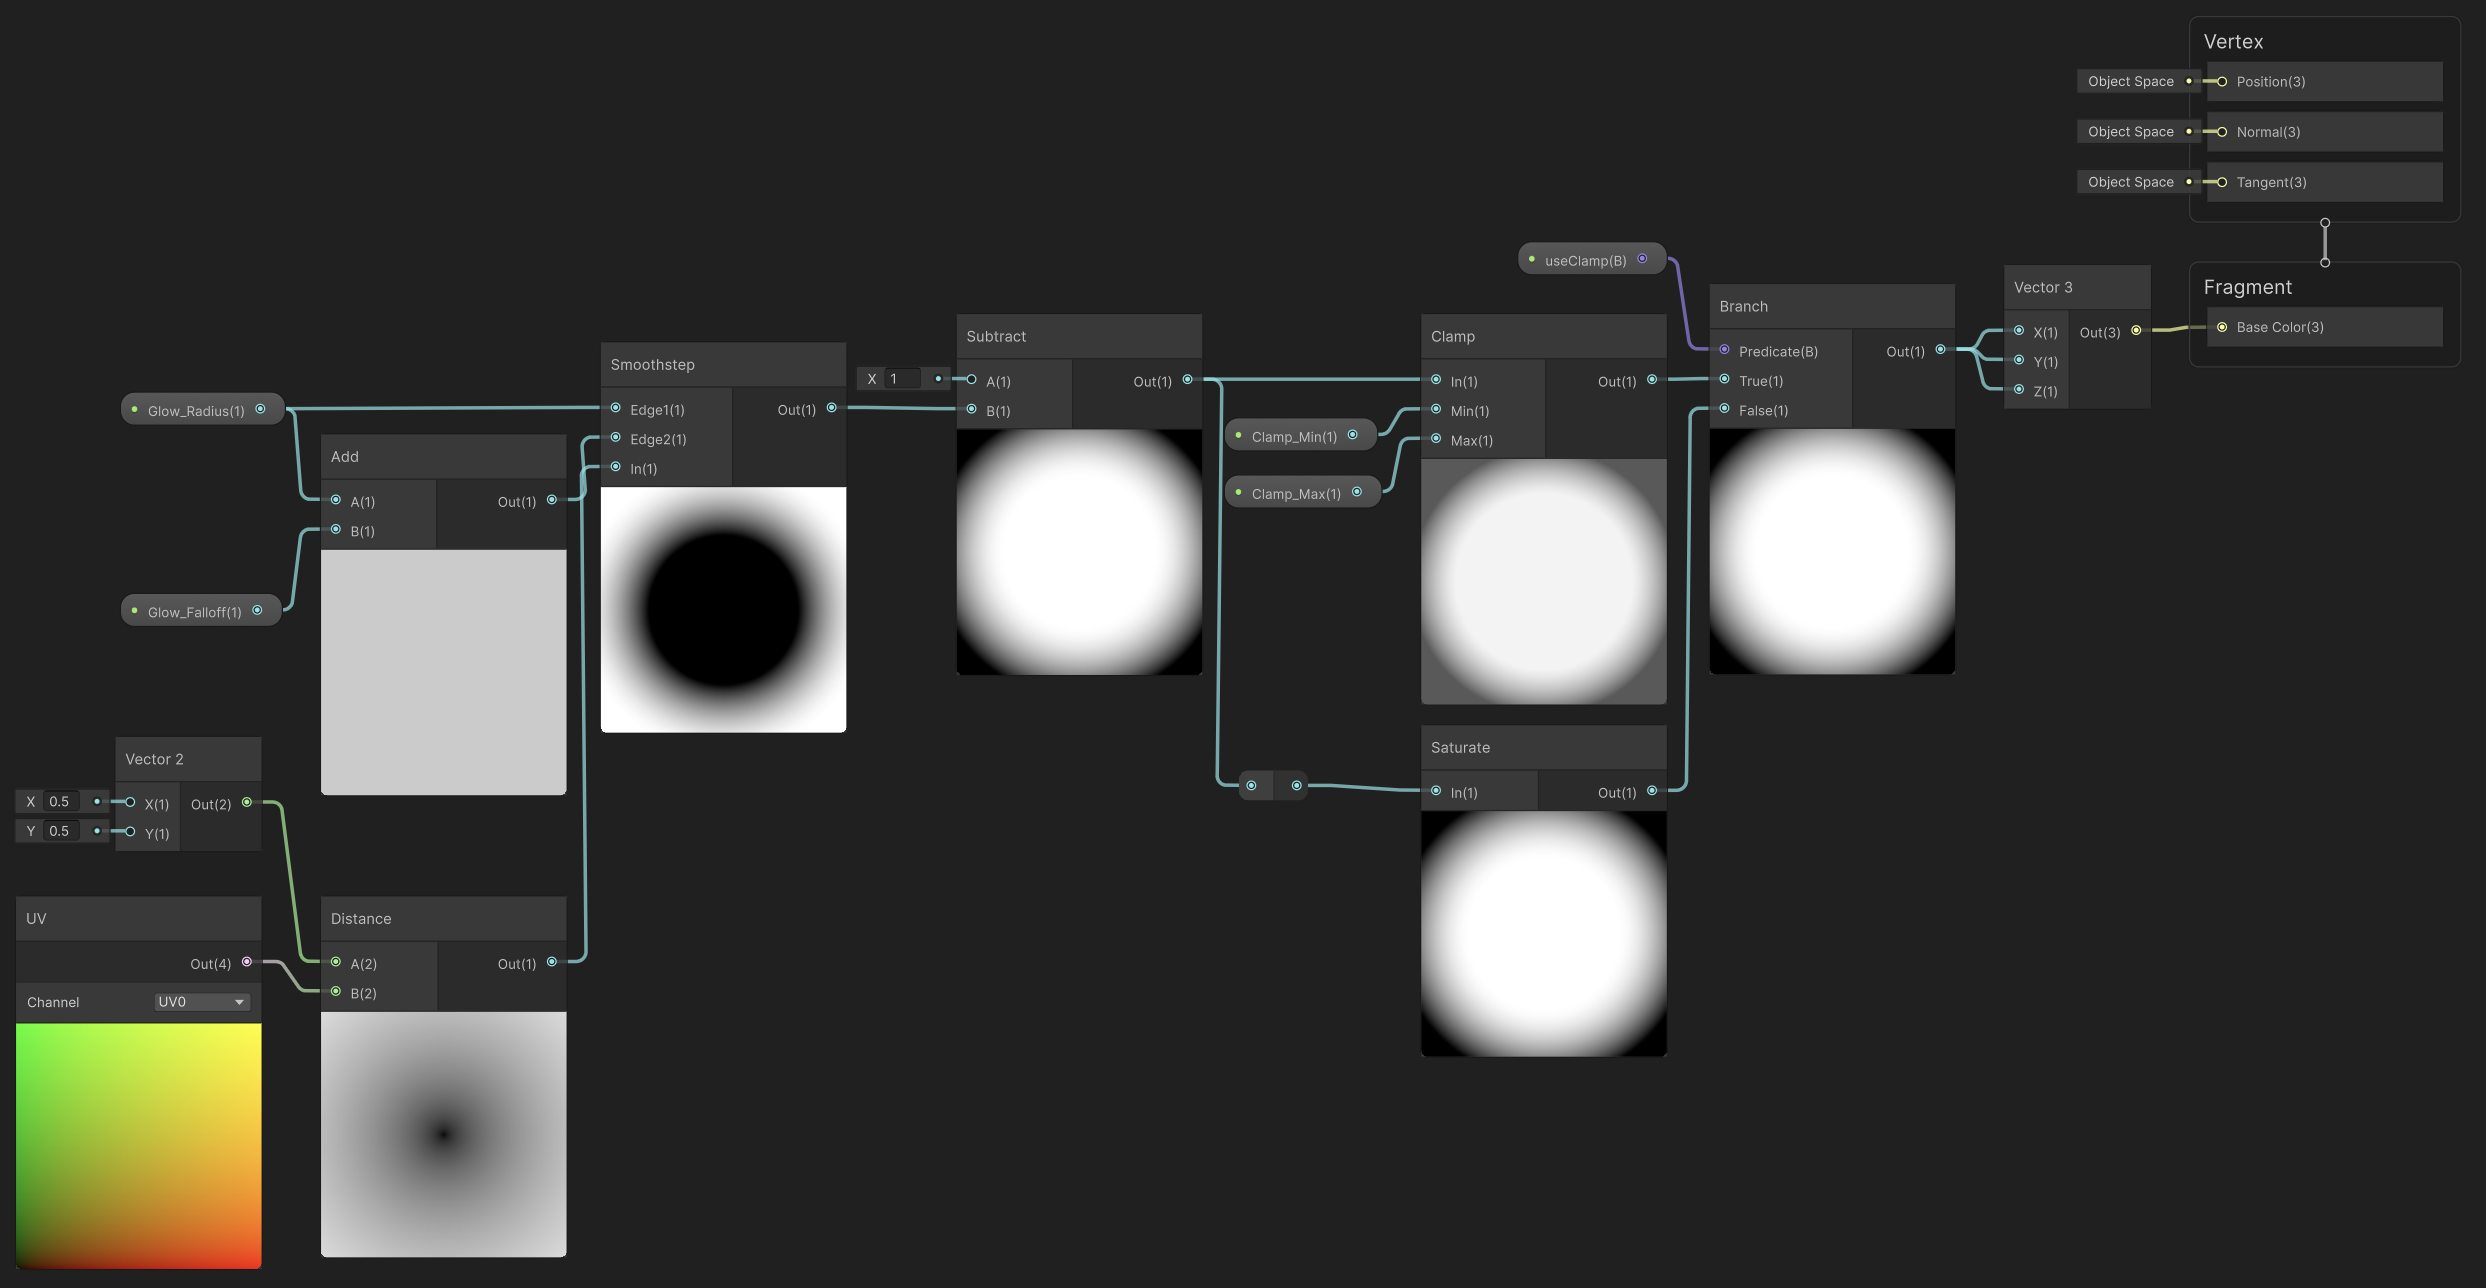 Vertex
Object Space
Position(3)
Object Space
Normal(3)
Object Space
Tangent(3)
Fragment
Base Color(3)
Glow_Radius(1)
Glow_Falloff(1)
Add
A(1)
Out(1)
B(1)
Vector 2
X 0.5
X(1)
Out(2)
Y 0.5
Y(1)
UV
Out(4)
Channel
UV0
Distance
A(2)
Out(1)
B(2)
Smoothstep
Edge1(1)
Out(1)
Edge2(1)
In(1)
X 1
Subtract
A(1)
Out(1)
B(1)
Clamp_Min(1)
Clamp_Max(1)
Clamp
In(1)
Out(1)
Min(1)
Max(1)
Saturate
In(1)
Out(1)
useClamp(B)
Branch
Predicate(B)
Out(1)
True(1)
False(1)
Vector 3
X(1)
Out(3)
Y(1)
Z(1)